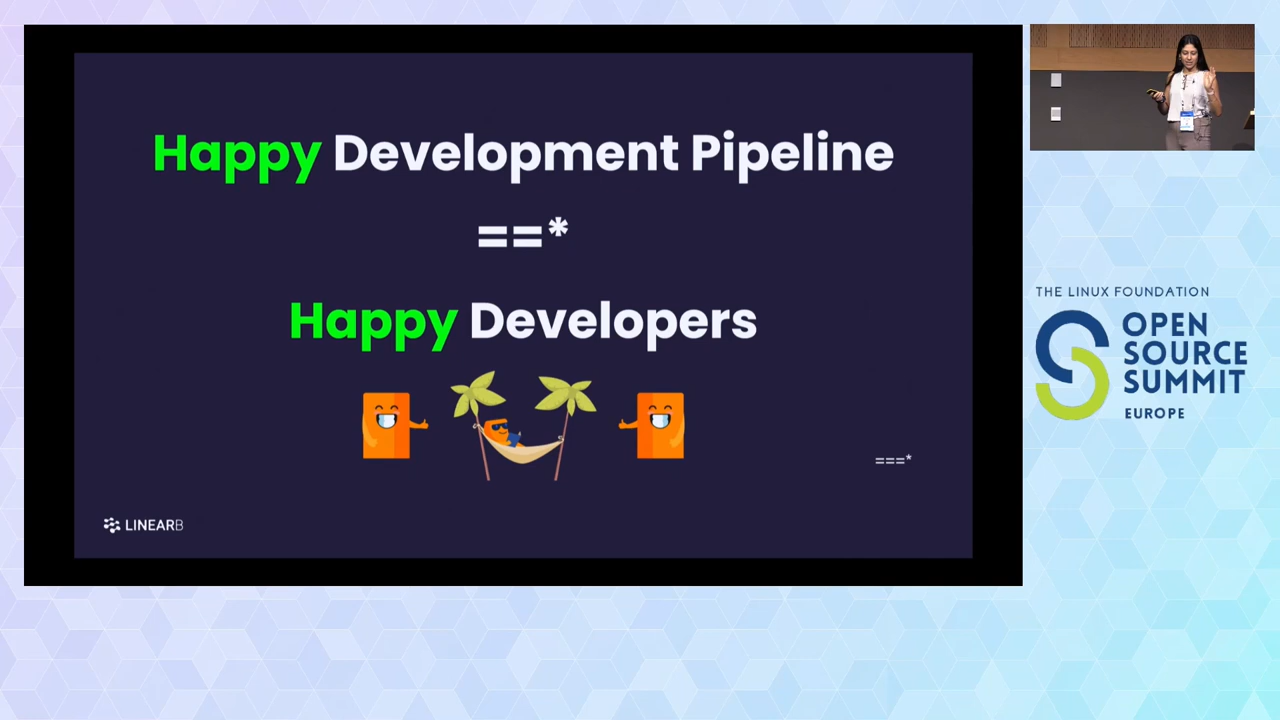 Happy Development Pipeline
==*
Happy Developers
===*
LINEARB
THE LINUX FOUNDATION
OPEN
SOURCE
SUMMIT
EUROPE